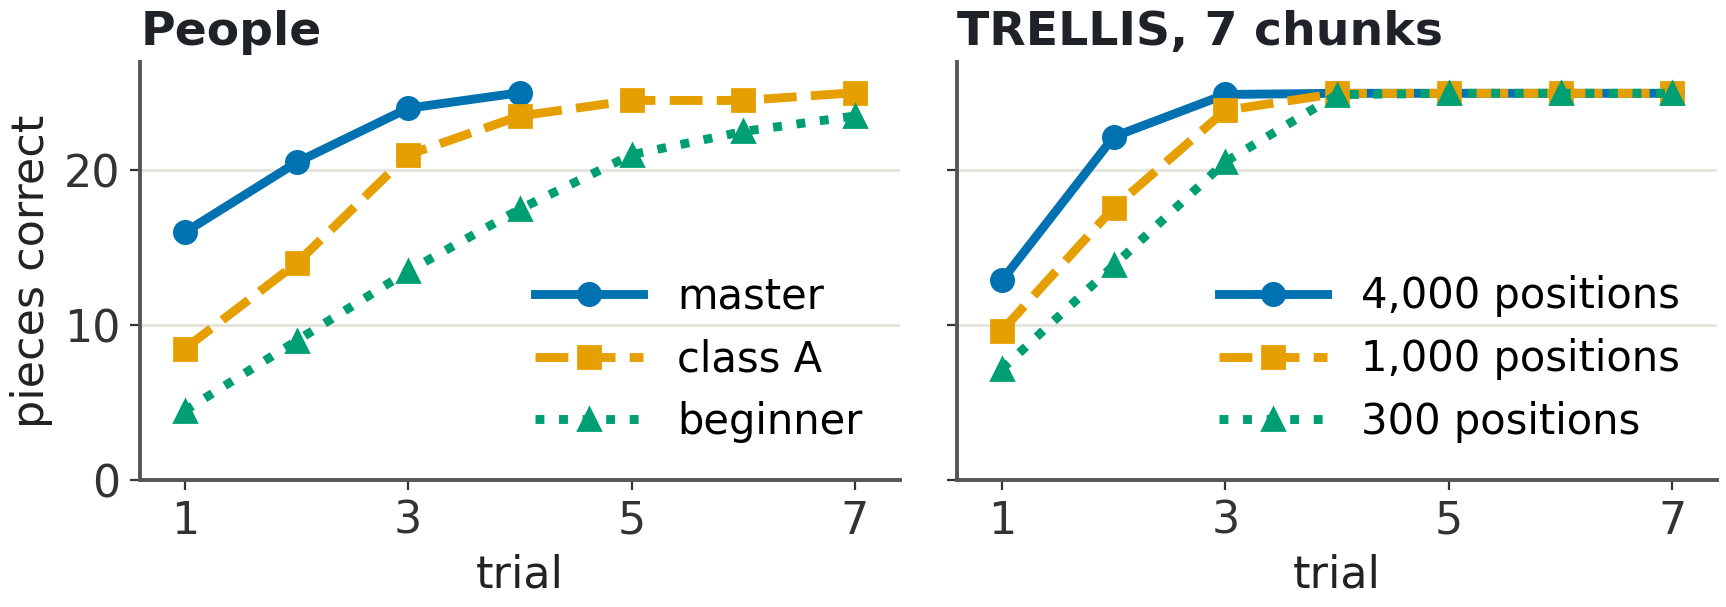 People
pieces correct
20
10
0
1
3
5
7
trial
master
class A
beginner
TRELLIS, 7 chunks
1
3
5
7
trial
4,000 positions
1,000 positions
300 positions